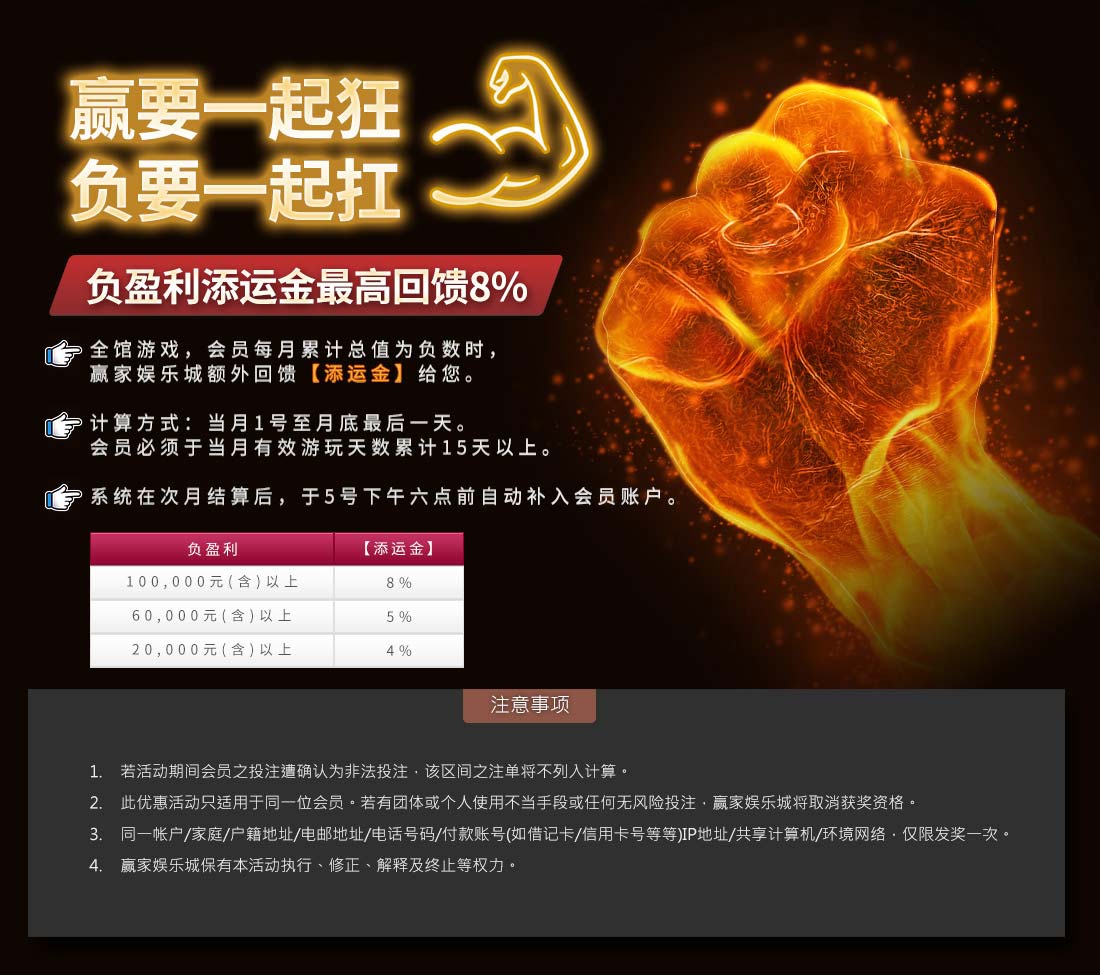 赢要一起狂
负要一起扛
负盈利添运金最高回馈8%
全馆游戏，会员每月累计总值为负数时，
赢家娱乐城额外回馈【添运金】给您。
计算方式：当月1号至月底最后一天。
会员必须于当月有效游玩天数累计15天以上。
系统在次月结算后，于5号下午六点前自动补入会员账户。
负盈利 【添运金】
100,000元(含)以上 8%
60,000元(含)以上 5%
20,000元(含)以上 4%
注意事项
1. 若活动期间会员之投注遭确认为非法投注，该区间之注单将不列入计算。
2. 此优惠活动只适用于同一位会员。若有团体或个人使用不当手段或任何无风险投注，赢家娱乐城将取消获奖资格。
3. 同一帐户/家庭/户籍地址/电邮地址/电话号码/付款账号(如借记卡/信用卡号等等)IP地址/共享计算机/环境网络，仅限发奖一次。
4. 赢家娱乐城保有本活动执行、修正、解释及终止等权力。